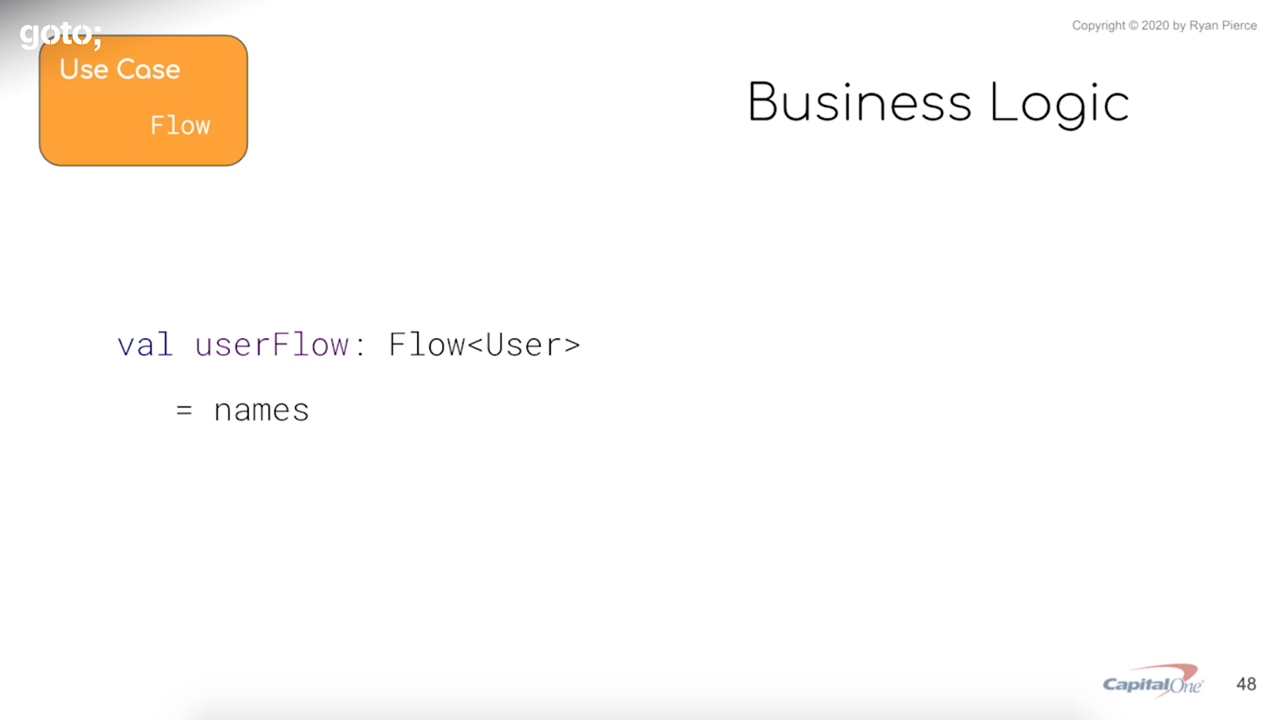 goto;
Copyright © 2020 by Ryan Pierce
Use Case
Flow
Business Logic
val userFlow: Flow<User>
= names
CapitalOne
48